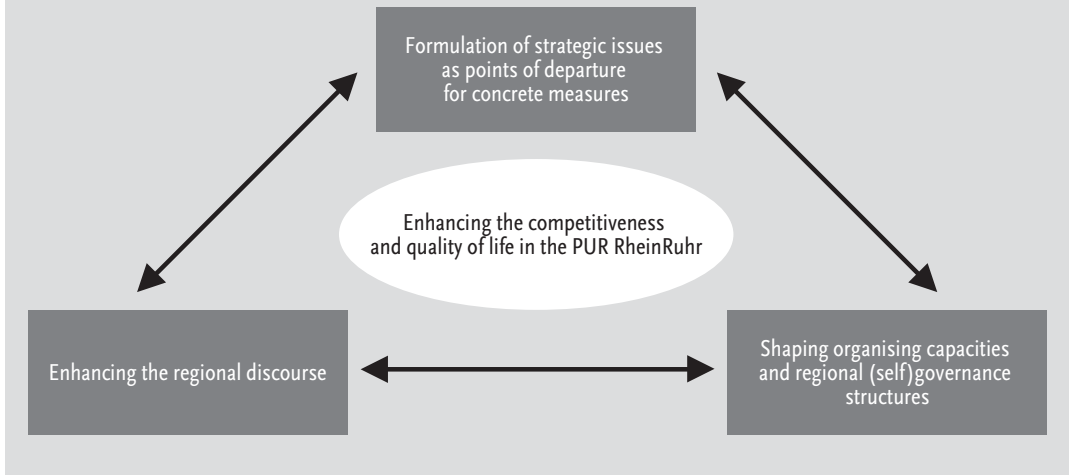 Formulation of strategic issues
as points of departure
for concrete measures
Enhancing the competitiveness
and quality of life in the PUR RheinRuhr
Enhancing the regional discourse
Shaping organising capacities
and regional (self)governance
structures